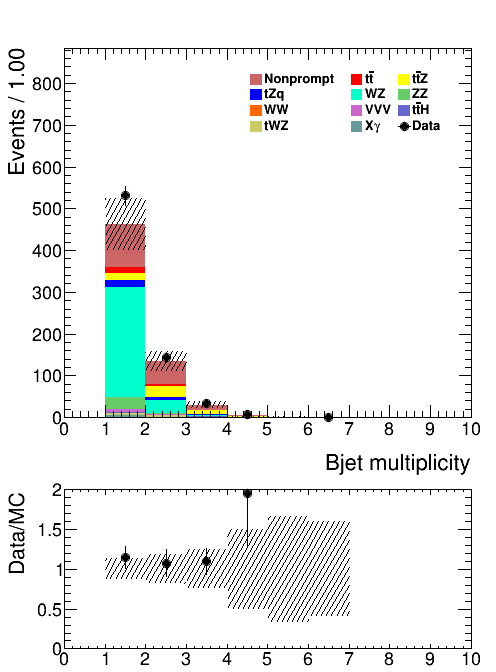 Events / 1.00
800
700
600
500
400
300
200
100
0
Nonprompt tt̄ tt̄Z
tZq WZ ZZ
WW VVV tt̄H
tWZ Xγ Data
0 1 2 3 4 5 6 7 8 9 10
Bjet multiplicity
Data/MC
2
1.5
1
0.5
0
0 1 2 3 4 5 6 7 8 9 10